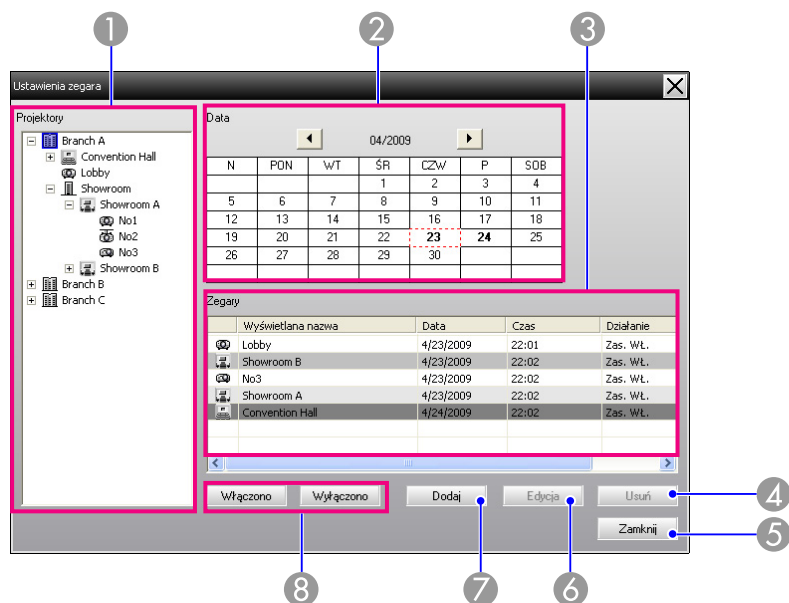 1 2 3
Ustawienia zegara
Projektory
Branch A
Convention Hall
Lobby
Showroom
Showroom A
No1
No2
No3
Showroom B
Branch B
Branch C
Data
04/2009
N PON WT ŚR CZW P SOB
1 2 3 4
5 6 7 8 9 10 11
12 13 14 15 16 17 18
19 20 21 22 23 24 25
26 27 28 29 30
Zegary
Wyświetlana nazwa Data Czas Działanie
Lobby 4/23/2009 22:01 Zas. WŁ.
Showroom B 4/23/2009 22:02 Zas. WŁ.
No3 4/23/2009 22:02 Zas. WŁ.
Showroom A 4/23/2009 22:02 Zas. WŁ.
Convention Hall 4/24/2009 22:02 Zas. WŁ.
Włączono Wyłączono Dodaj Edycja Usuń 4
Zamknij 5
8 7 6